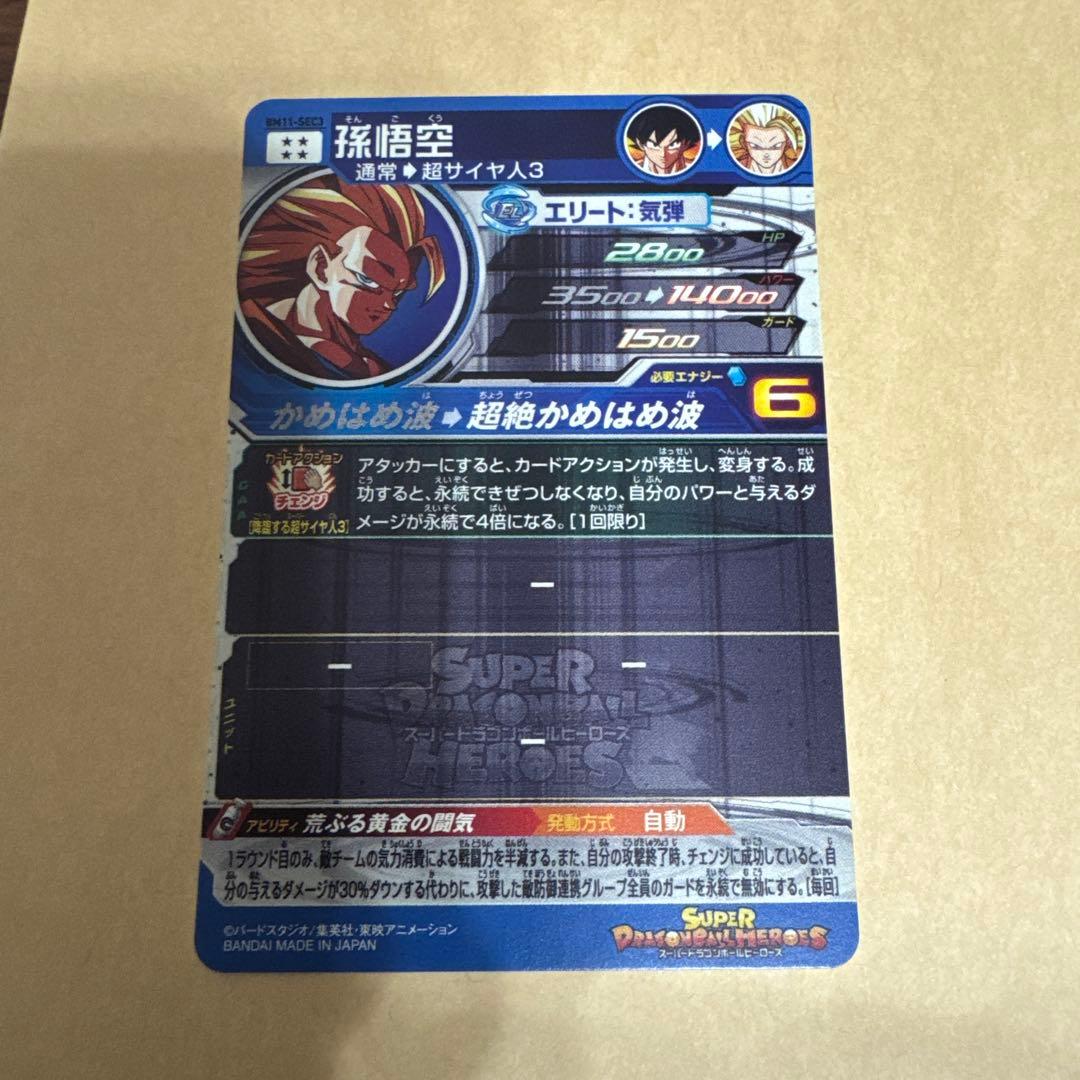 BM11-SEC3
★★
★★
そん ご くう
孫悟空
通常➡超サイヤ人3
EL
エリート:気弾
HP
2800
パワー
3500➡14000
ガード
1500
必要エナジー
6
は ちょう ぜつ は
かめはめ波➡超絶かめはめ波
カードアクション
チェンジ
[降臨する超サイヤ人3]
CAA
アタッカーにすると、カードアクションが発生し、変身する。成
功すると、永続できぜつしなくなり、自分のパワーと与えるダ
メージが永続で4倍になる。[1回限り]
ー
ー
ー
ー
ユニット
SUPER
DRAGONBALL
スーパードラゴンボールヒーローズ
HEROES
アビリティ 荒ぶる黄金の闘気 発動方式 自動
1ラウンド目のみ、敵チームの気力消費による戦闘力を半減する。また、自分の攻撃終了時、チェンジに成功していると、自
分の与えるダメージが30%ダウンする代わりに、攻撃した敵防御連携グループ全員のガードを永続で無効にする。[毎回]
©バードスタジオ/集英社・東映アニメーション
BANDAI MADE IN JAPAN
SUPER
DRAGONBALL HEROES
スーパードラゴンボールヒーローズ